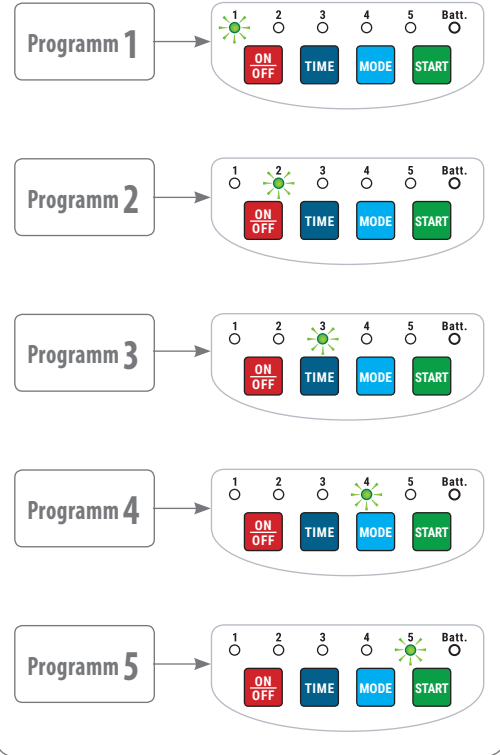 Programm 1
1 2 3 4 5 Batt.
ON
OFF
TIME MODE START
Programm 2
1 2 3 4 5 Batt.
ON
OFF
TIME MODE START
Programm 3
1 2 3 4 5 Batt.
ON
OFF
TIME MODE START
Programm 4
1 2 3 4 5 Batt.
ON
OFF
TIME MODE START
Programm 5
1 2 3 4 5 Batt.
ON
OFF
TIME MODE START